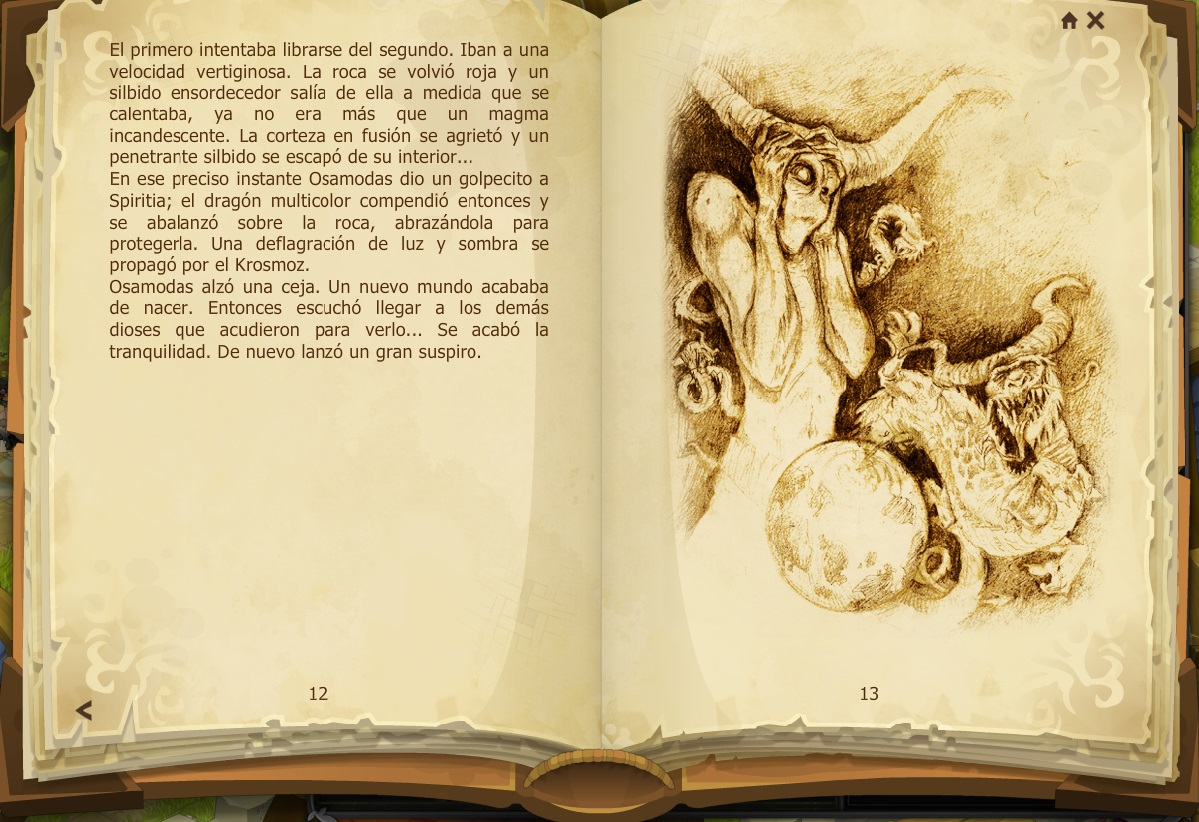 El primero intentaba librarse del segundo. Iban a una
velocidad vertiginosa. La roca se volvió roja y un
silbido ensordecedor salía de ella a medida que se
calentaba, ya no era más que un magma
incandescente. La corteza en fusión se agrietó y un
penetrante silbido se escapó de su interior...
En ese preciso instante Osamodas dio un golpecito a
Spiritia; el dragón multicolor compendió entonces y
se abalanzó sobre la roca, abrazándola para
protegerla. Una deflagración de luz y sombra se
propagó por el Krosmoz.
Osamodas alzó una ceja. Un nuevo mundo acababa
de nacer. Entonces escuchó llegar a los demás
dioses que acudieron para verlo... Se acabó la
tranquilidad. De nuevo lanzó un gran suspiro.
12
13